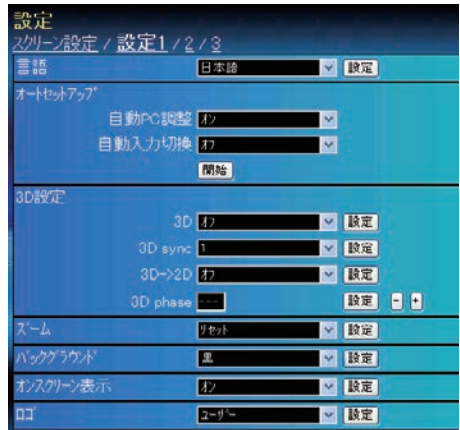 設定
スクリーン設定 / 設定1 / 2 / 3
言語 日本語 設定
オートセットアップ
自動PC調整 オン
自動入力切換 オフ
開始
3D設定
3D オフ 設定
3D sync 1 設定
3D->2D オフ 設定
3D phase --- 設定 - +
ズーム リセット 設定
バックグラウンド 黒 設定
オンスクリーン表示 オン 設定
ロゴ ユーザー 設定